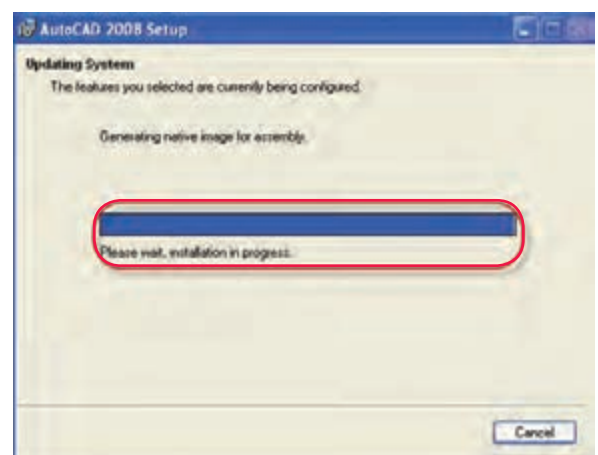 AutoCAD 2008 Setup
Updating System
The features you selected are currently being configured.
Generating native image for assembly.
Please wait, installation in progress.
Cancel